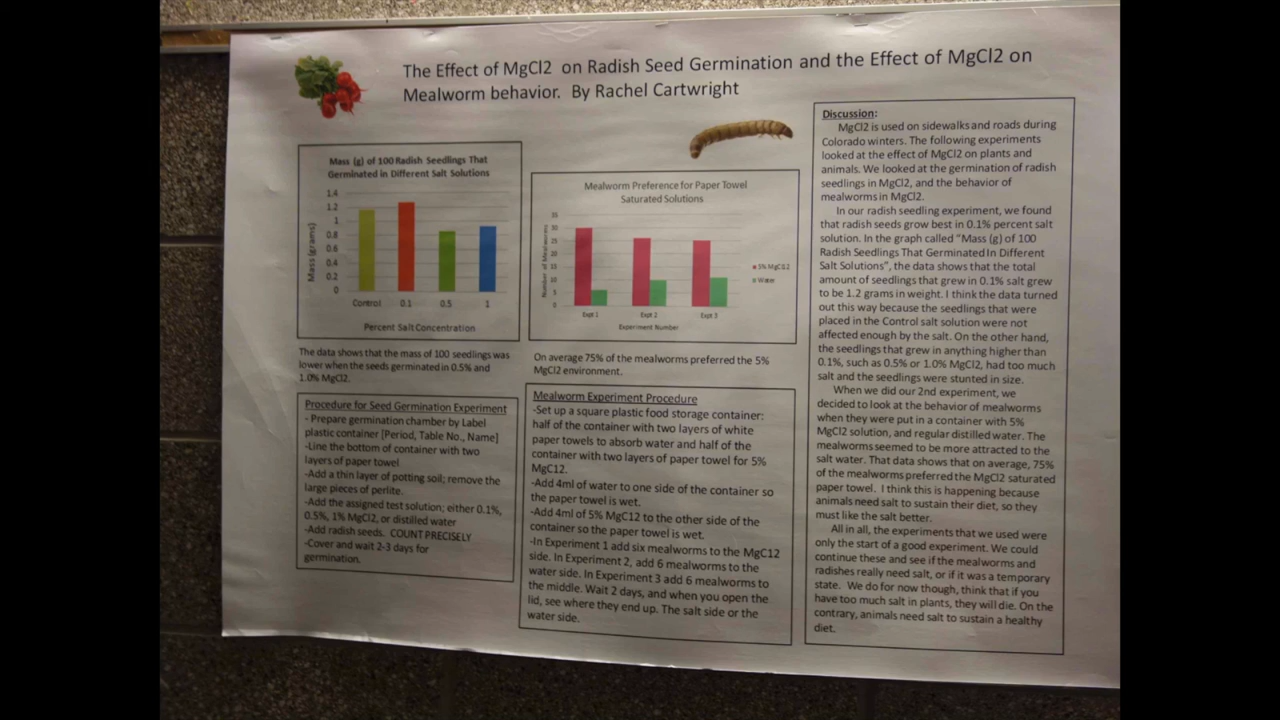 The Effect of MgCl2 on Radish Seed Germination and the Effect of MgCl2 on
Mealworm behavior. By Rachel Cartwright
Mass (g) of 100 Radish Seedlings That
Germinated in Different Salt Solutions
Mass (grams)
1.4
1.2
1
0.8
0.6
0.4
0.2
0
Control 0.1 0.5 1
Percent Salt Concentration
The data shows that the mass of 100 seedlings was
lower when the seeds germinated in 0.5% and
1.0% MgCl2.
Procedure for Seed Germination Experiment
- Prepare germination chamber by Label
plastic container [Period, Table No., Name]
-Line the bottom of container with two
layers of paper towel
-Add a thin layer of potting soil; remove the
large pieces of perlite.
-Add the assigned test solution; either 0.1%,
0.5%, 1% MgCl2, or distilled water
-Add radish seeds. COUNT PRECISELY
-Cover and wait 2-3 days for
germination.
Mealworm Preference for Paper Towel
Saturated Solutions
Number of Mealworms
35
30
25
20
15
10
5
0
Expt 1 Expt 2 Expt 3
Experiment Number
5% MgCl2
Water
On average 75% of the mealworms preferred the 5%
MgCl2 environment.
Mealworm Experiment Procedure
-Set up a square plastic food storage container:
half of the container with two layers of white
paper towels to absorb water and half of the
container with two layers of paper towel for 5%
MgC12.
-Add 4ml of water to one side of the container so
the paper towel is wet.
-Add 4ml of 5% MgC12 to the other side of the
container so the paper towel is wet.
-In Experiment 1 add six mealworms to the MgC12
side. In Experiment 2, add 6 mealworms to the
water side. In Experiment 3 add 6 mealworms to
the middle. Wait 2 days, and when you open the
lid, see where they end up. The salt side or the
water side.
Discussion:
MgCl2 is used on sidewalks and roads during
Colorado winters. The following experiments
looked at the effect of MgCl2 on plants and
animals. We looked at the germination of radish
seedlings in MgCl2, and the behavior of
mealworms in MgCl2.
In our radish seedling experiment, we found
that radish seeds grow best in 0.1% percent salt
solution. In the graph called "Mass (g) of 100
Radish Seedlings That Germinated In Different
Salt Solutions", the data shows that the total
amount of seedlings that grew in 0.1% salt grew
to be 1.2 grams in weight. I think the data turned
out this way because the seedlings that were
placed in the Control salt solution were not
affected enough by the salt. On the other hand,
the seedlings that grew in anything higher than
0.1%, such as 0.5% or 1.0% MgCl2, had too much
salt and the seedlings were stunted in size.
When we did our 2nd experiment, we
decided to look at the behavior of mealworms
when they were put in a container with 5%
MgCl2 solution, and regular distilled water. The
mealworms seemed to be more attracted to the
salt water. That data shows that on average, 75%
of the mealworms preferred the MgCl2 saturated
paper towel. I think this is happening because
animals need salt to sustain their diet, so they
must like the salt better.
All in all, the experiments that we used were
only the start of a good experiment. We could
continue these and see if the mealworms and
radishes really need salt, or if it was a temporary
state. We do for now though, think that if you
have too much salt in plants, they will die. On the
contrary, animals need salt to sustain a healthy
diet.